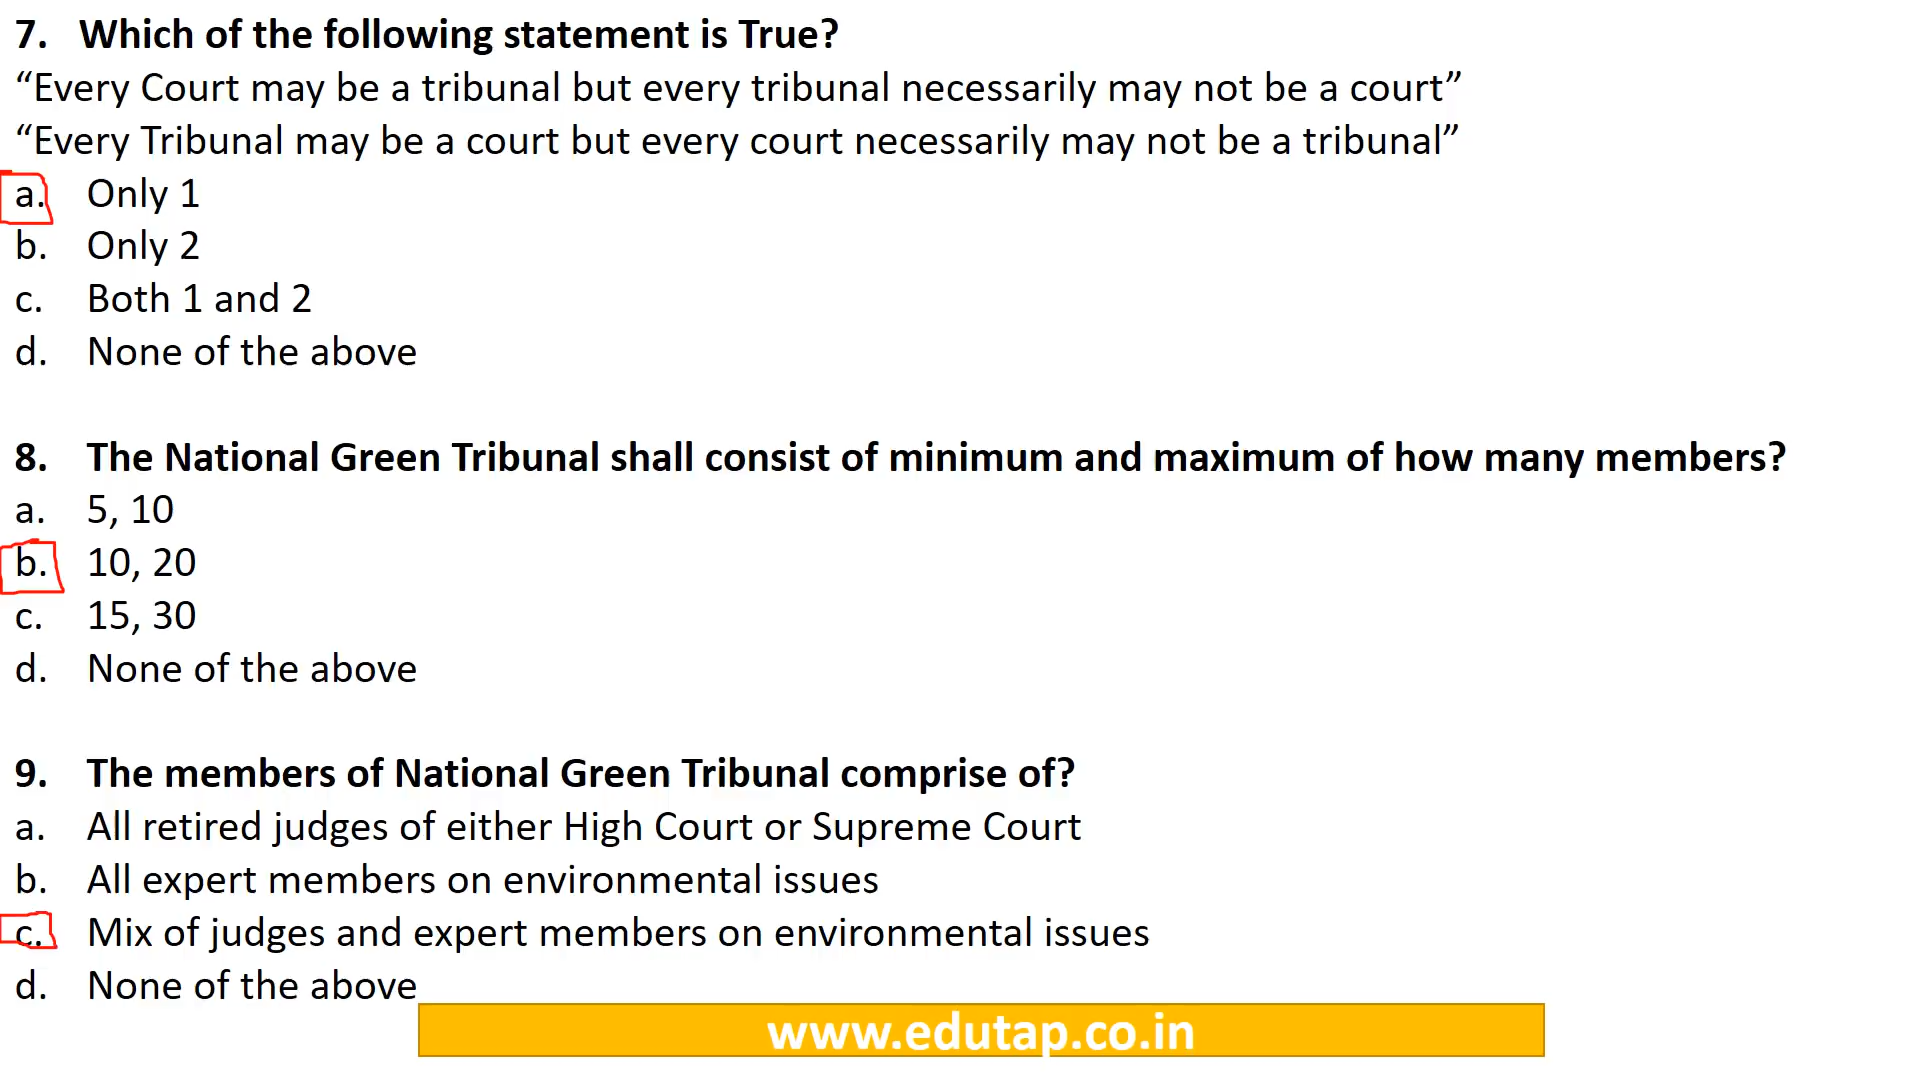 7. Which of the following statement is True?
“Every Court may be a tribunal but every tribunal necessarily may not be a court”
“Every Tribunal may be a court but every court necessarily may not be a tribunal”
a. Only 1
b. Only 2
c. Both 1 and 2
d. None of the above
8. The National Green Tribunal shall consist of minimum and maximum of how many members?
a. 5, 10
b. 10, 20
c. 15, 30
d. None of the above
9. The members of National Green Tribunal comprise of?
a. All retired judges of either High Court or Supreme Court
b. All expert members on environmental issues
c. Mix of judges and expert members on environmental issues
d. None of the above
www.edutap.co.in